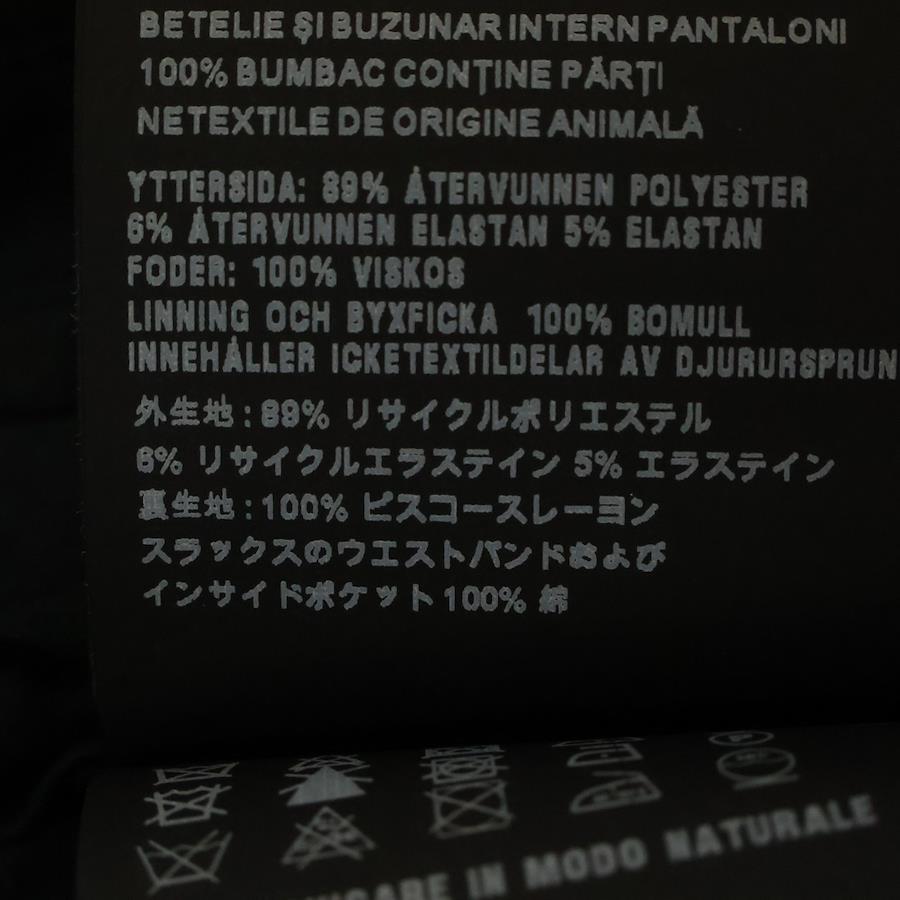 BETELIE ȘI BUZUNAR INTERN PANTALONI
100% BUMBAC CONȚINE PĂRȚI
NETEXTILE DE ORIGINE ANIMALĂ
YTTERSIDA: 89% ÅTERVUNNEN POLYESTER
6% ÅTERVUNNEN ELASTAN 5% ELASTAN
FODER: 100% VISKOS
LINNING OCH BYXFICKA 100% BOMULL
INNEHÅLLER ICKETEXTILDELAR AV DJURURSPRUN
外生地:89% リサイクルポリエステル
6% リサイクルエラステイン 5% エラステイン
裏生地:100% ビスコースレーヨン
スラックスのウエストバンドおよび
インサイドポケット100% 綿
IN MODO NATURALE